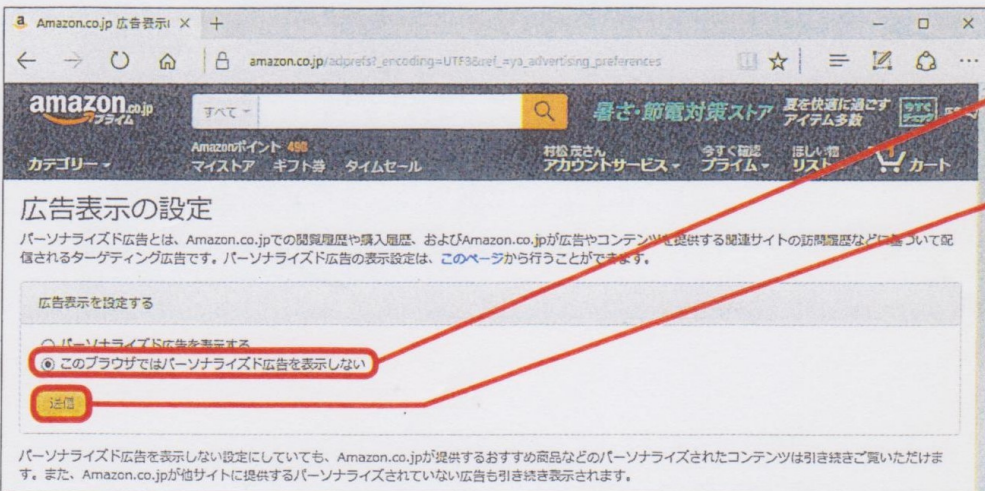 Amazon.co.jp 広告表示
amazon.co.jp/adprefs?_encoding=UTF8&ref_=ya_advertising_preferences
amazon.co.jp
プライム
すべて
暑さ・節電対策ストア 夏を快適に過ごす
アイテム多数
カテゴリー
Amazonポイント 498
マイストア ギフト券 タイムセール
村松茂さん
アカウントサービス
今すぐ確認
プライム
ほしい物
リスト
カート
広告表示の設定
パーソナライズド広告とは、Amazon.co.jpでの閲覧履歴や購入履歴、およびAmazon.co.jpが広告やコンテンツを提供する関連サイトの訪問履歴などに基づいて配
信されるターゲティング広告です。パーソナライズド広告の表示設定は、このページから行うことができます。
広告表示を設定する
パーソナライズド広告を表示する
このブラウザではパーソナライズド広告を表示しない
送信
パーソナライズド広告を表示しない設定にしていても、Amazon.co.jpが提供するおすすめ商品などのパーソナライズされたコンテンツは引き続きご覧いただけま
す。また、Amazon.co.jpが他サイトに提供するパーソナライズされていない広告も引き続き表示されます。